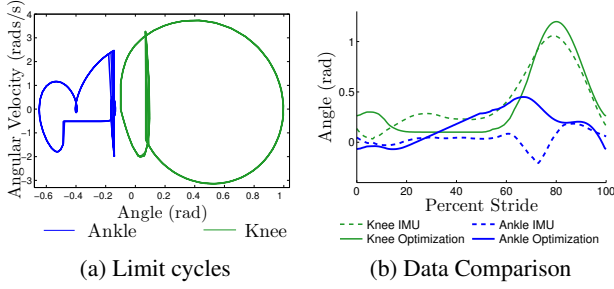 Angular Velocity (rads/s)
4
3
2
1
0
−1
−2
−3
−0.6 −0.4 −0.2 0 0.2 0.4 0.6 0.8 1
Angle (rad)
Ankle Knee
(a) Limit cycles
Angle (rad)
1
0.5
0
0 20 40 60 80 100
Percent Stride
Knee IMU Ankle IMU
Knee Optimization Ankle Optimization
(b) Data Comparison